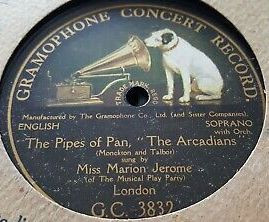 GRAMOPHONE CONCERT RECORD
TRADE MARK
Manufactured by The Gramophone Co., Ltd. (and Sister Companies).
ENGLISH SOPRANO
with Orch.
The Pipes of Pan, "The Arcadians"
(Monckton and Talbot)
sung by
Miss Marion Jerome
(of The Musical Play Party)
London
G.C. 3832